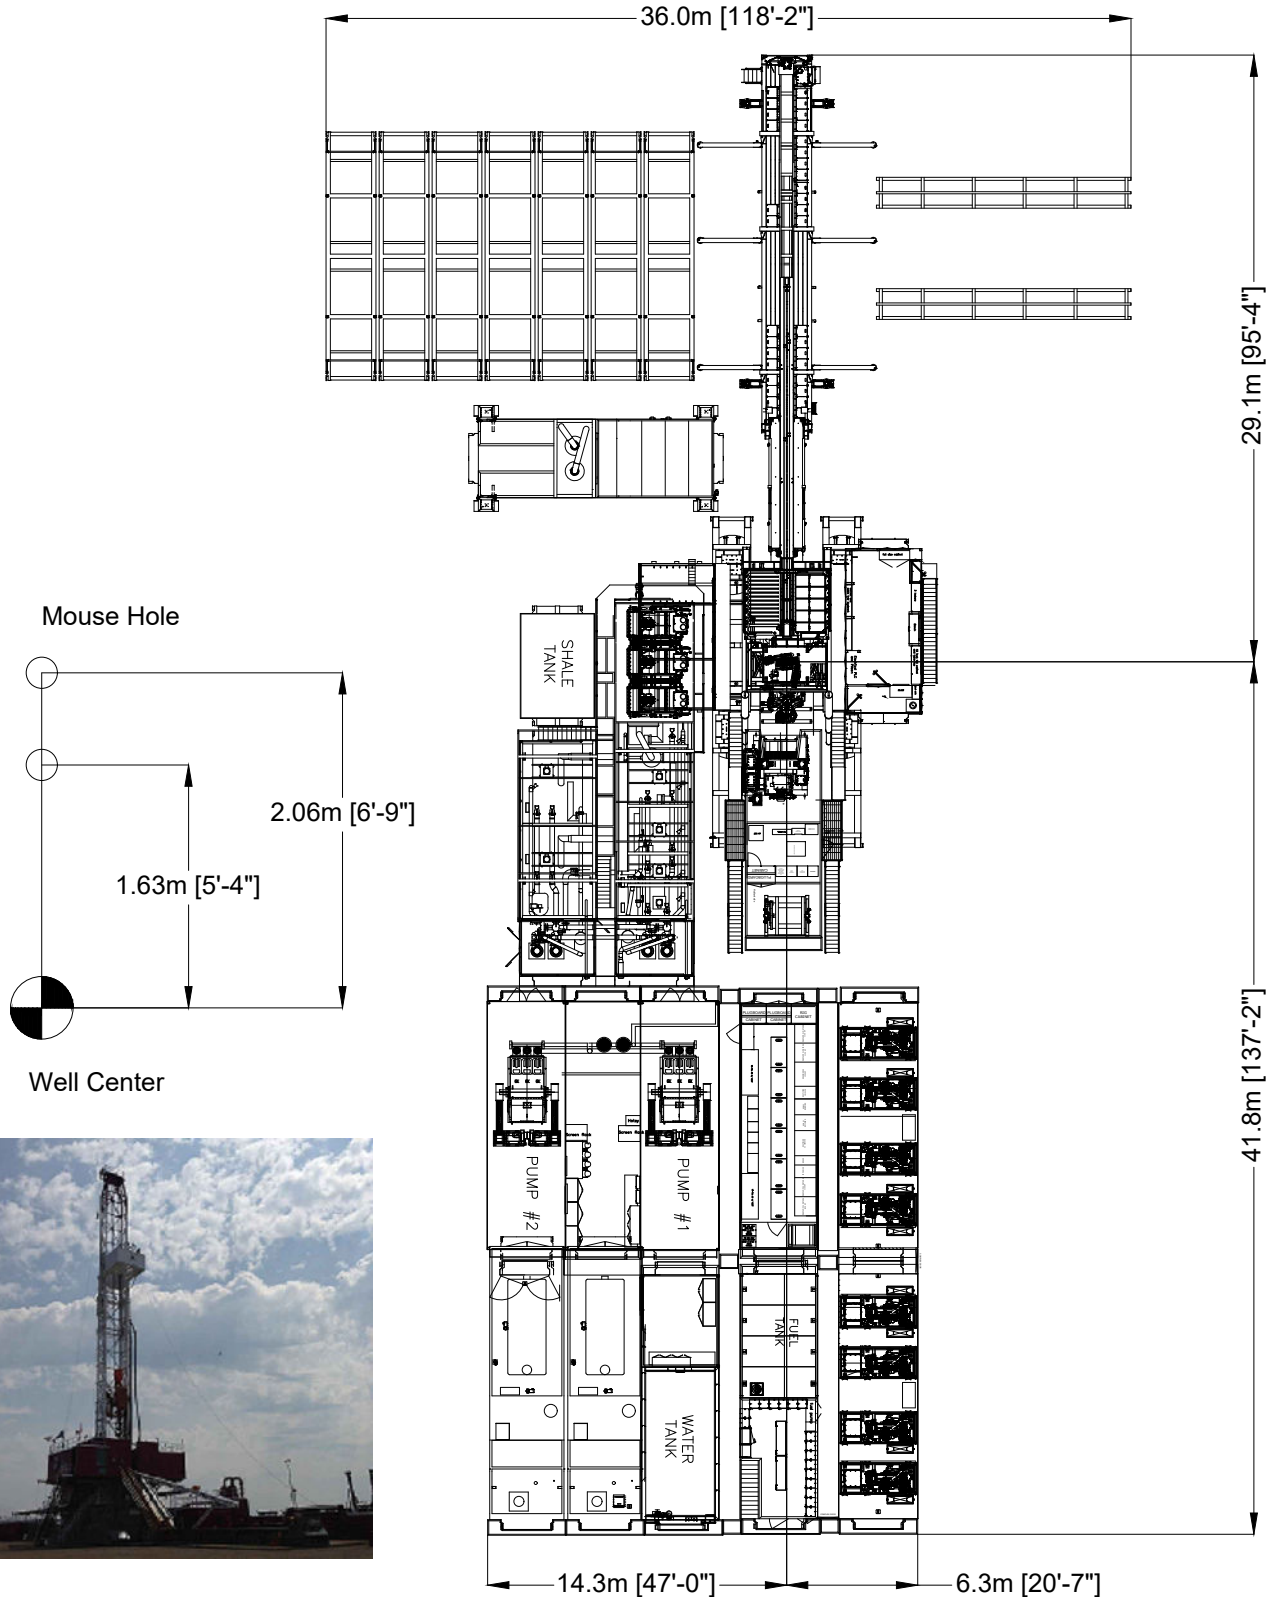 36.0m [118'-2"]
29.1m [95'-4"]
Mouse Hole
SHALE
TANK
2.06m [6'-9"]
1.63m [5'-4"]
Well Center
41.8m [137'-2"]
PUMP #2
PUMP #1
FUEL
TANK
WATER
TANK
14.3m [47'-0"]
6.3m [20'-7"]